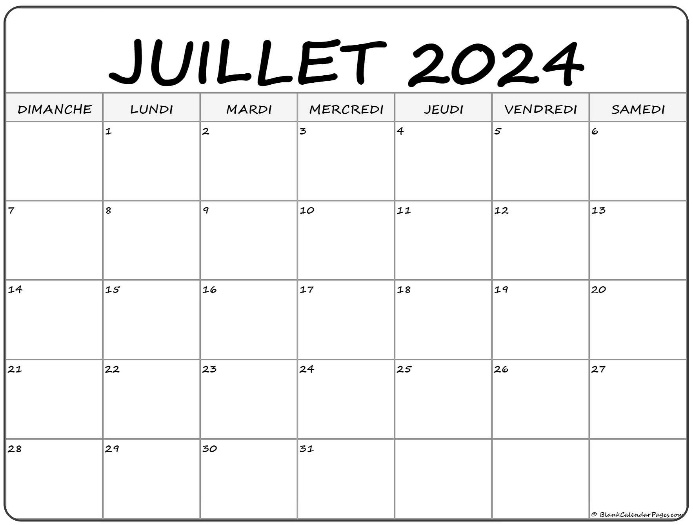 JUILLET 2024
DIMANCHE LUNDI MARDI MERCREDI JEUDI VENDREDI SAMEDI
1 2 3 4 5 6
7 8 9 10 11 12 13
14 15 16 17 18 19 20
21 22 23 24 25 26 27
28 29 30 31
© BlankCalendarPages.com